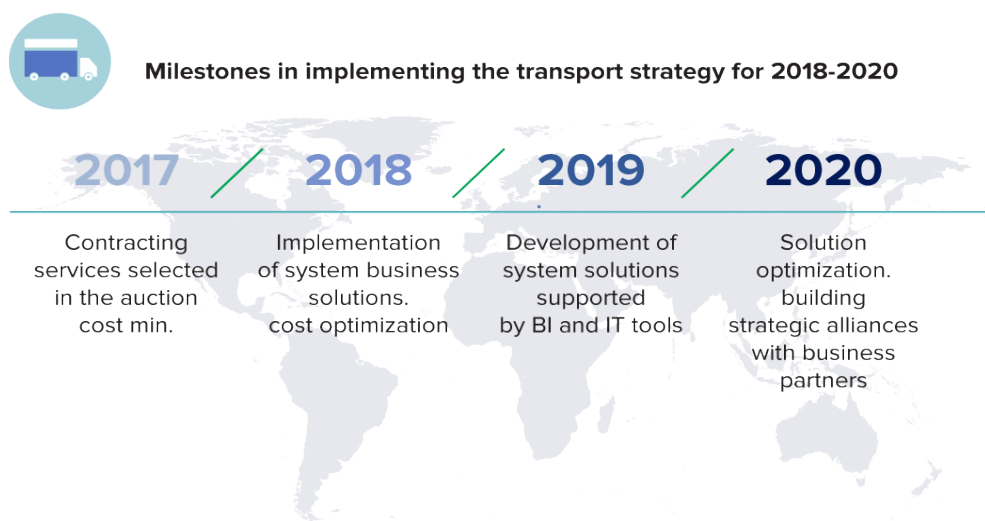 Milestones in implementing the transport strategy for 2018-2020
2017
2018
2019
2020
Contracting
services selected
in the auction
cost min.
Implementation
of system business
solutions.
cost optimization
Development of
system solutions
supported
by BI and IT tools
Solution
optimization.
building
strategic alliances
with business
partners